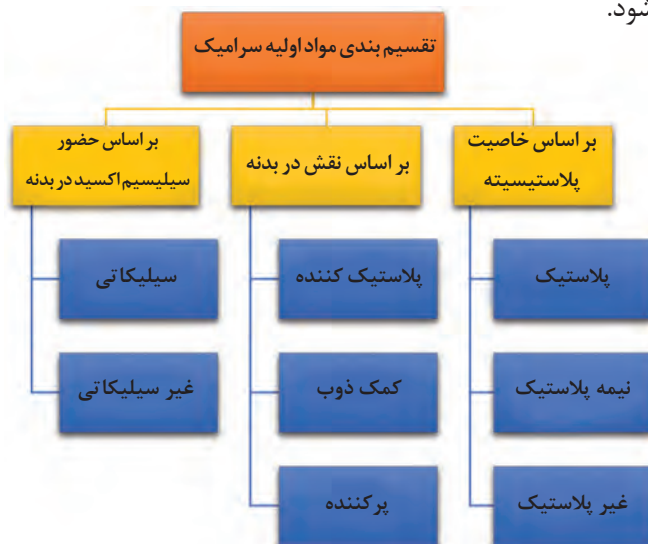 شود.
تقسیم بندی مواد اولیه سرامیک
بر اساس خاصیت
پلاستیسیته
پلاستیک
نیمه پلاستیک
غیر پلاستیک
بر اساس نقش در بدنه
پلاستیک کننده
کمک ذوب
پرکننده
بر اساس حضور
سیلیسیم اکسید در بدنه
سیلیکاتی
غیر سیلیکاتی